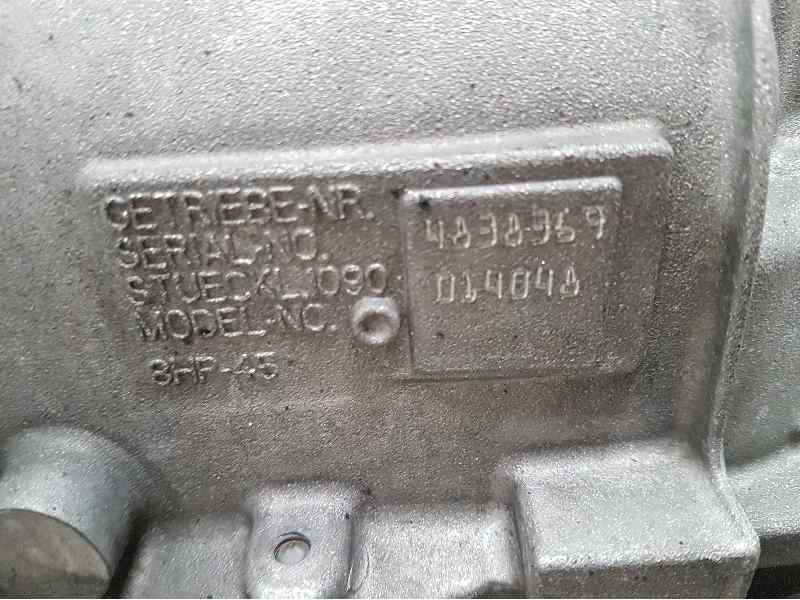 GETRIEBE-NR.
SERIAL-NO.
STUECKL.1090
MODEL-NO.
8HP-45
4838969
014048